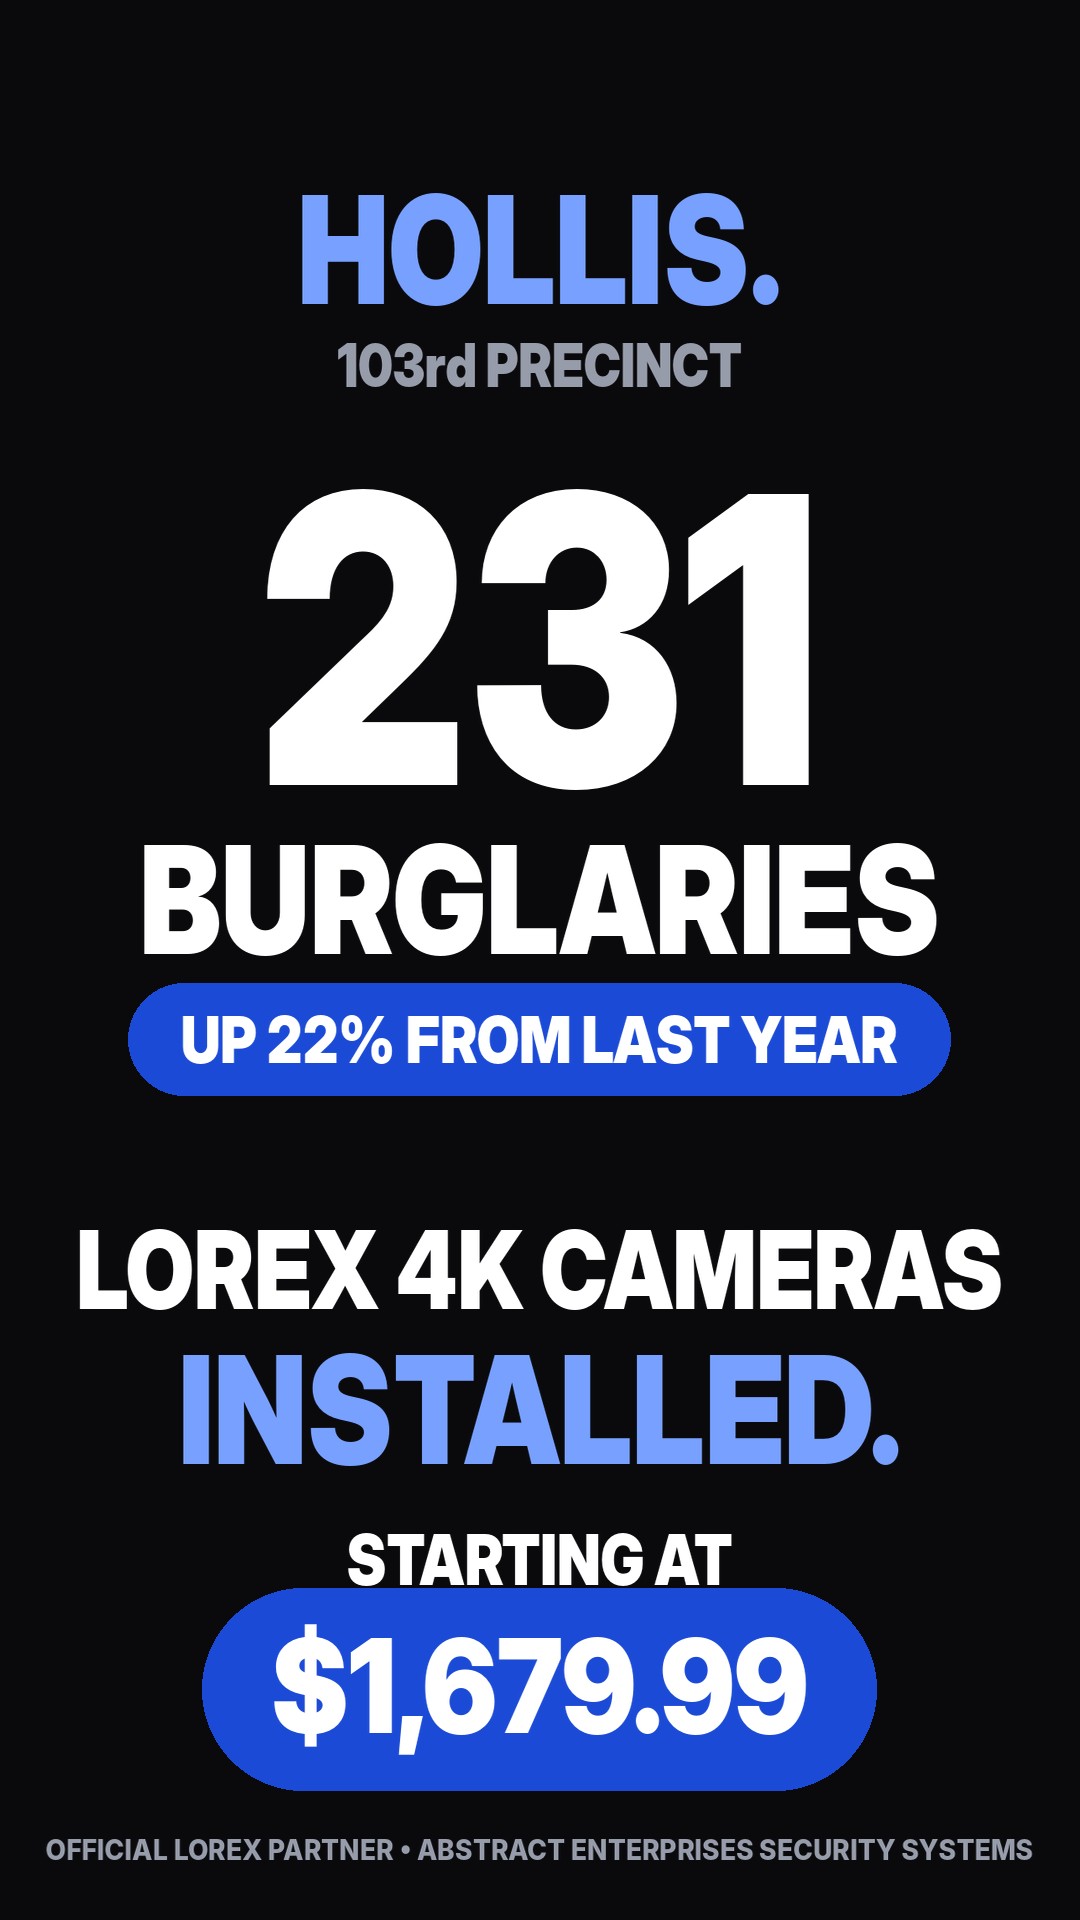 HOLLIS.
103rd PRECINCT
231
BURGLARIES
UP 22% FROM LAST YEAR
LOREX 4K CAMERAS
INSTALLED.
STARTING AT
$1,679.99
OFFICIAL LOREX PARTNER • ABSTRACT ENTERPRISES SECURITY SYSTEMS